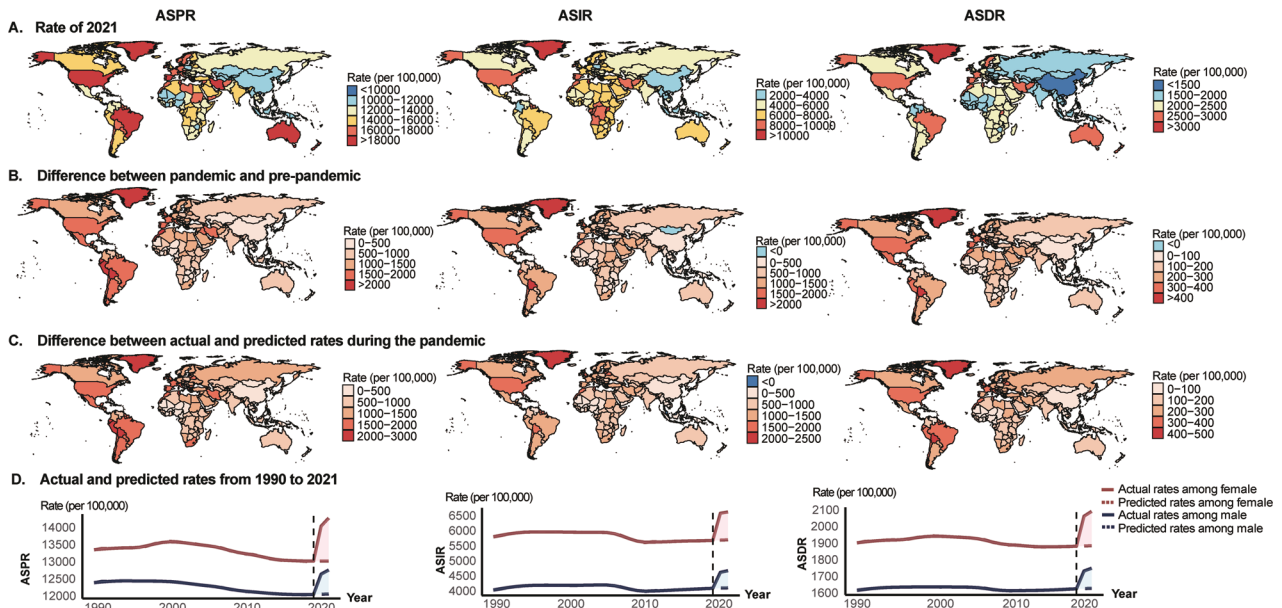 ASPR ASIR ASDR
A. Rate of 2021
Rate (per 100,000)
<10000
10000−12000
12000−14000
14000−16000
16000−18000
>18000
Rate (per 100,000)
2000−4000
4000−6000
6000−8000
8000−10000
>10000
Rate (per 100,000)
<1500
1500−2000
2000−2500
2500−3000
>3000
B. Difference between pandemic and pre-pandemic
Rate (per 100,000)
0−500
500−1000
1000−1500
1500−2000
>2000
Rate (per 100,000)
<0
0−500
500−1000
1000−1500
1500−2000
>2000
Rate (per 100,000)
<0
0−100
100−200
200−300
300−400
>400
C. Difference between actual and predicted rates during the pandemic
Rate (per 100,000)
0−500
500−1000
1000−1500
1500−2000
2000−3000
Rate (per 100,000)
<0
0−500
500−1000
1000−1500
1500−2000
2000−2500
Rate (per 100,000)
0−100
100−200
200−300
300−400
400−500
D. Actual and predicted rates from 1990 to 2021
Rate (per 100,000)
ASPR
14000
13500
13000
12500
12000
1990 2000 2010 2020 Year
Rate (per 100,000)
ASIR
6500
6000
5500
5000
4500
4000
1990 2000 2010 2020 Year
Rate (per 100,000)
ASDR
2100
2000
1900
1800
1700
1600
1990 2000 2010 2020 Year
Actual rates among female
Predicted rates among female
Actual rates among male
Predicted rates among male